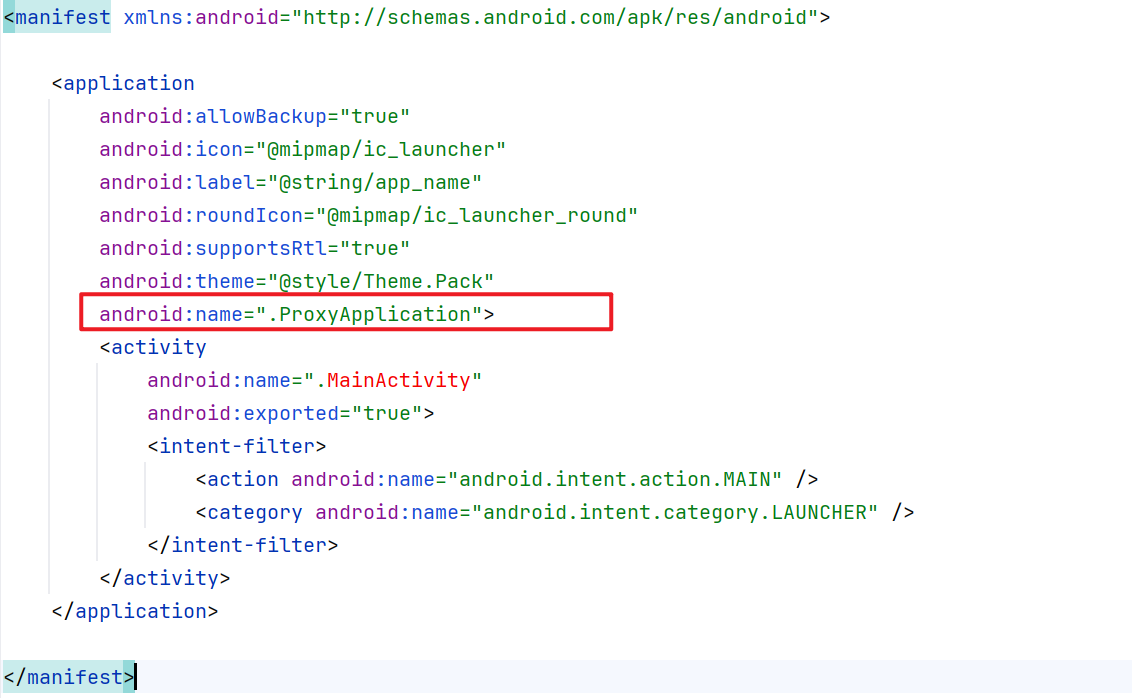 <manifest xmlns:android="http://schemas.android.com/apk/res/android">
<application
android:allowBackup="true"
android:icon="@mipmap/ic_launcher"
android:label="@string/app_name"
android:roundIcon="@mipmap/ic_launcher_round"
android:supportsRtl="true"
android:theme="@style/Theme.Pack"
android:name=".ProxyApplication">
<activity
android:name=".MainActivity"
android:exported="true">
<intent-filter>
<action android:name="android.intent.action.MAIN" />
<category android:name="android.intent.category.LAUNCHER" />
</intent-filter>
</activity>
</application>
</manifest>